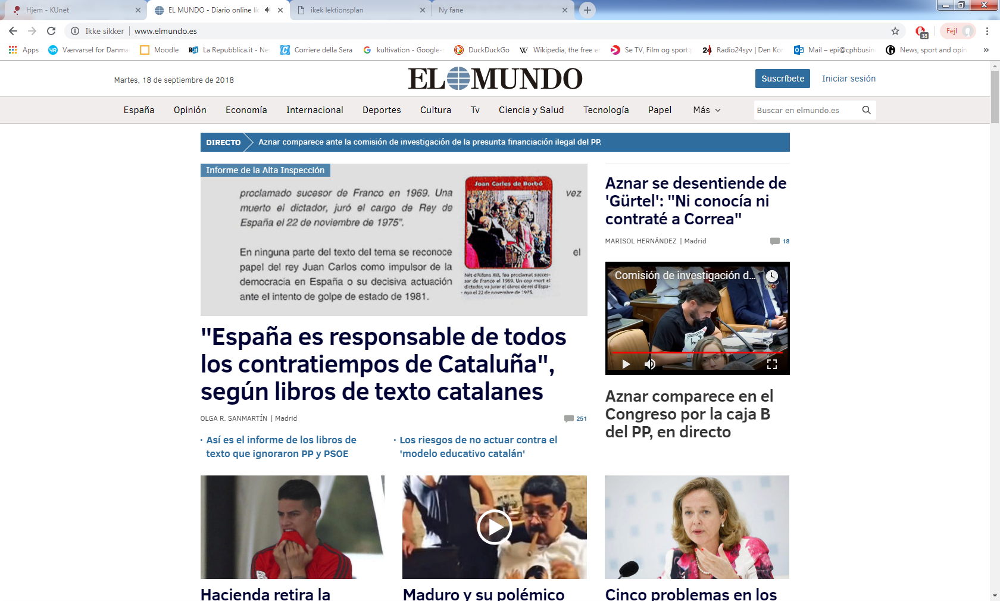 Hjem - KUnet
EL MUNDO - Diario online lí
ikek lektionsplan
Ny fane
Ikke sikker
www.elmundo.es
38
Fejl
Apps
Værvarsel for Danma
Moodle
La Repubblica.it - Ne
Corriere della Sera
kultivation - Google-
DuckDuckGo
Wikipedia, the free e
Se TV, Film og sport
Radio24syv | Den Kor
Mail – epi@cphbusin
News, sport and opin
»
Martes, 18 de septiembre de 2018
EL MUNDO
Suscríbete
Iniciar sesión
España
Opinión
Economía
Internacional
Deportes
Cultura
Tv
Ciencia y Salud
Tecnología
Papel
Más
Buscar en elmundo.es
DIRECTO
Aznar comparece ante la comisión de investigación de la presunta financiación ilegal del PP.
Informe de la Alta Inspección
proclamado sucesor de Franco en 1969. Una vez
muerto el dictador, juró el cargo de Rey de
España el 22 de noviembre de 1975".
En ninguna parte del texto del tema se reconoce el
papel del rey Juan Carlos como impulsor de la
democracia en España o su decisiva actuación
ante el intento de golpe de estado de 1981.
Joan Carles de Borbó
Nét d'Alfons XIII, fou proclamat succes-
sor de Franco el 1969. Un cop mort el
dictador, va jurar el càrrec de rei d'Espa-
nya el 22 de novembre de 1975.
"España es responsable de todos
los contratiempos de Cataluña",
según libros de texto catalanes
OLGA R. SANMARTÍN | Madrid
251
· Así es el informe de los libros de
texto que ignoraron PP y PSOE
· Los riesgos de no actuar contra el
'modelo educativo catalán'
Aznar se desentiende de
'Gürtel': "Ni conocía ni
contraté a Correa"
MARISOL HERNÁNDEZ | Madrid
18
Comisión de investigación d...
Aznar comparece en el
Congreso por la caja B
del PP, en directo
Hacienda retira la
Maduro y su polémico
Cinco problemas en los